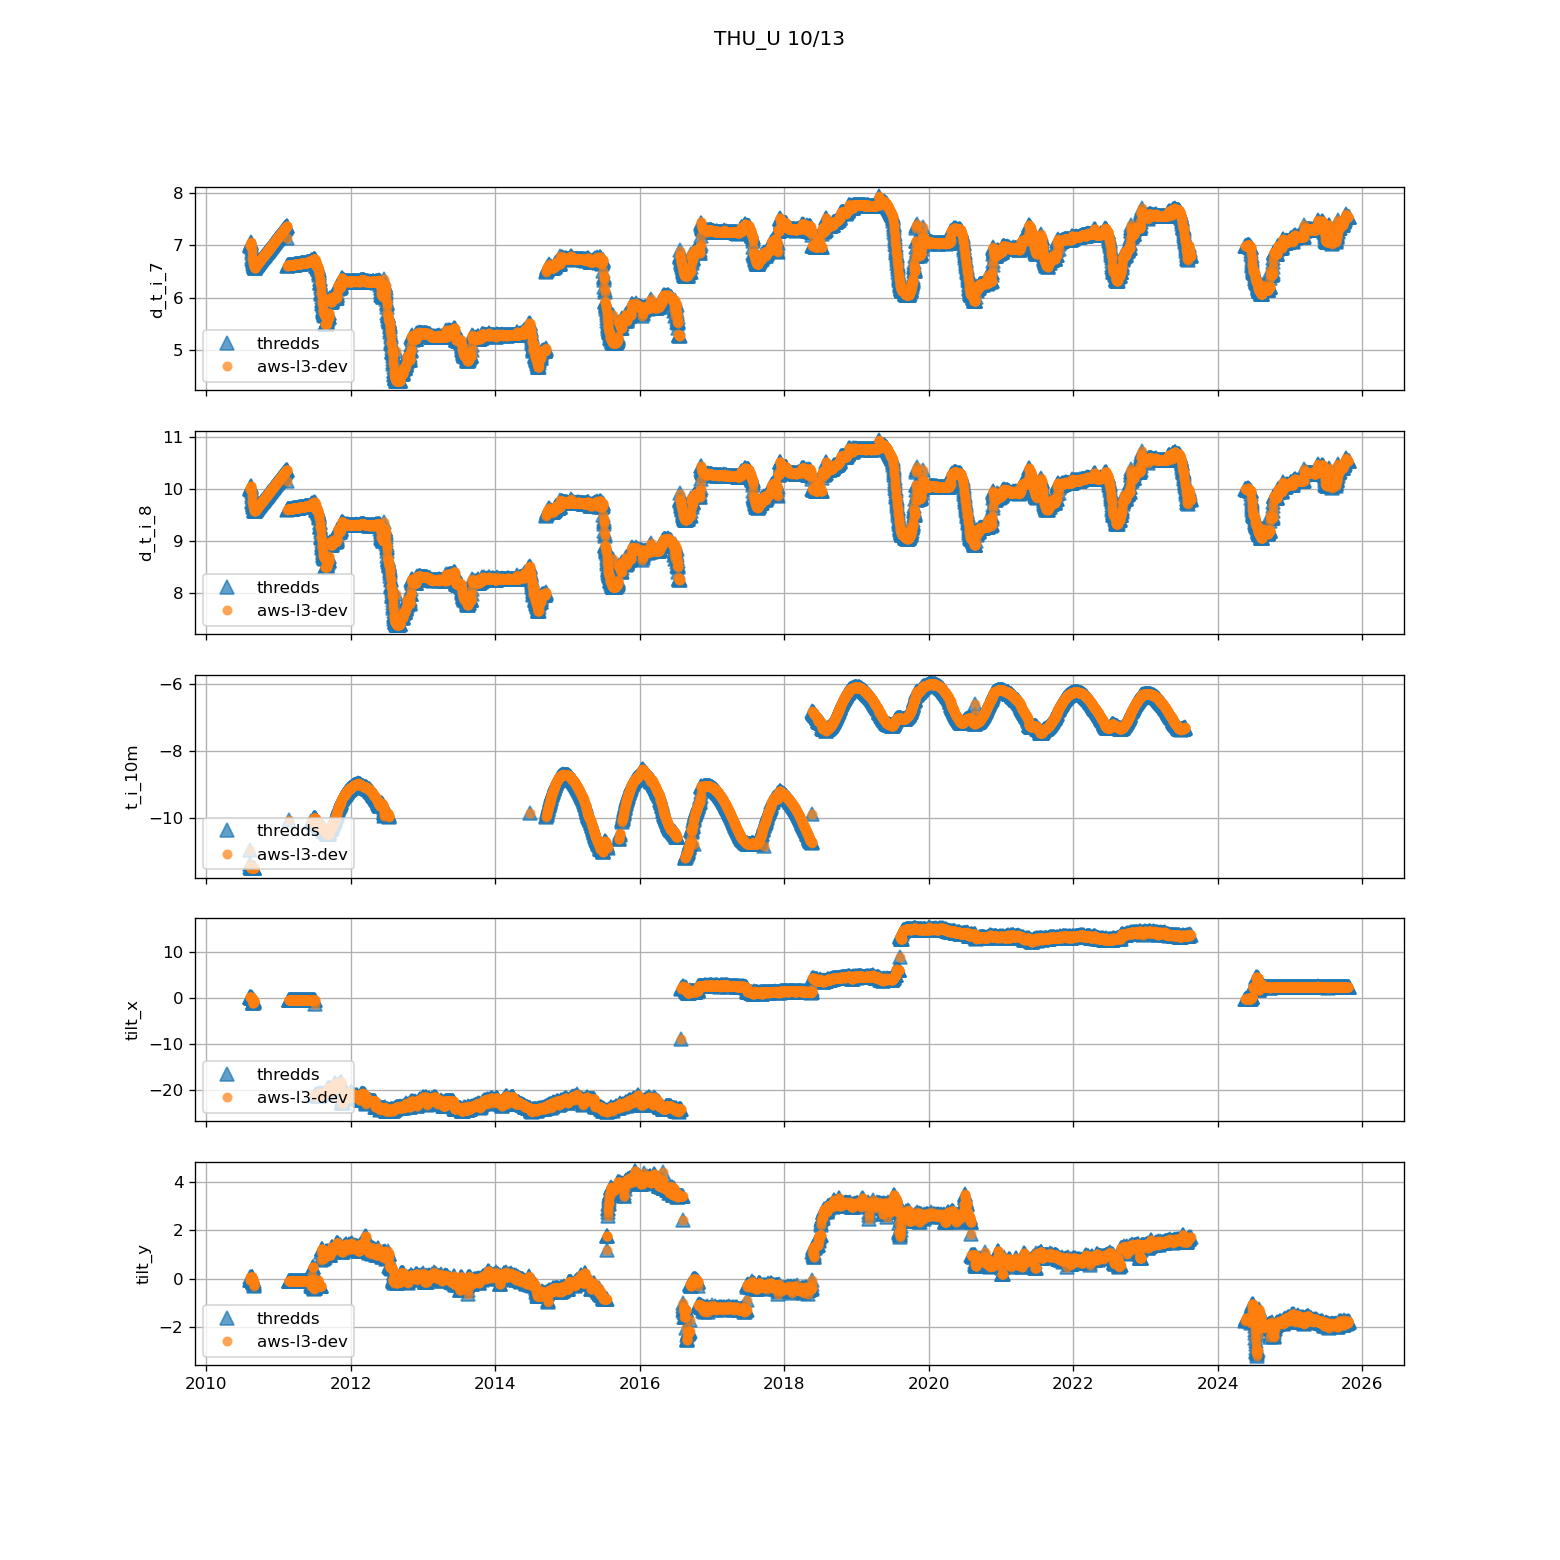 THU_U 10/13
8
7
6
5
d_t_i_7
thredds
aws-l3-dev
11
10
9
8
d_t_i_8
thredds
aws-l3-dev
−6
−8
−10
t_i_10m
thredds
aws-l3-dev
10
0
−10
−20
tilt_x
thredds
aws-l3-dev
4
2
0
−2
tilt_y
thredds
aws-l3-dev
2010 2012 2014 2016 2018 2020 2022 2024 2026